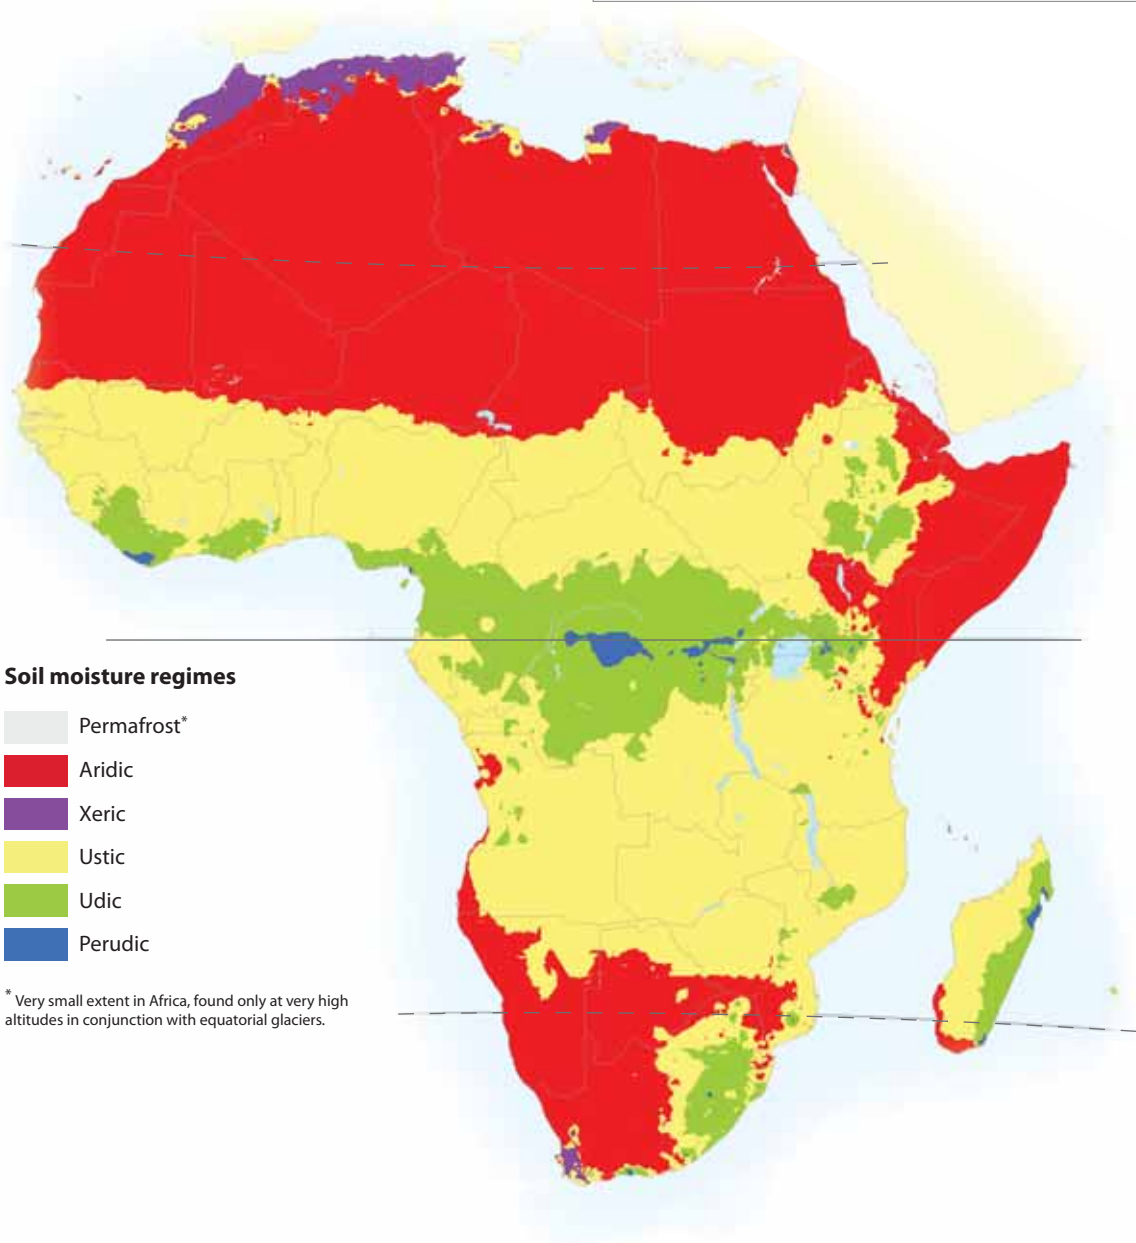 Soil moisture regimes
Permafrost*
Aridic
Xeric
Ustic
Udic
Perudic
* Very small extent in Africa, found only at very high
altitudes in conjunction with equatorial glaciers.